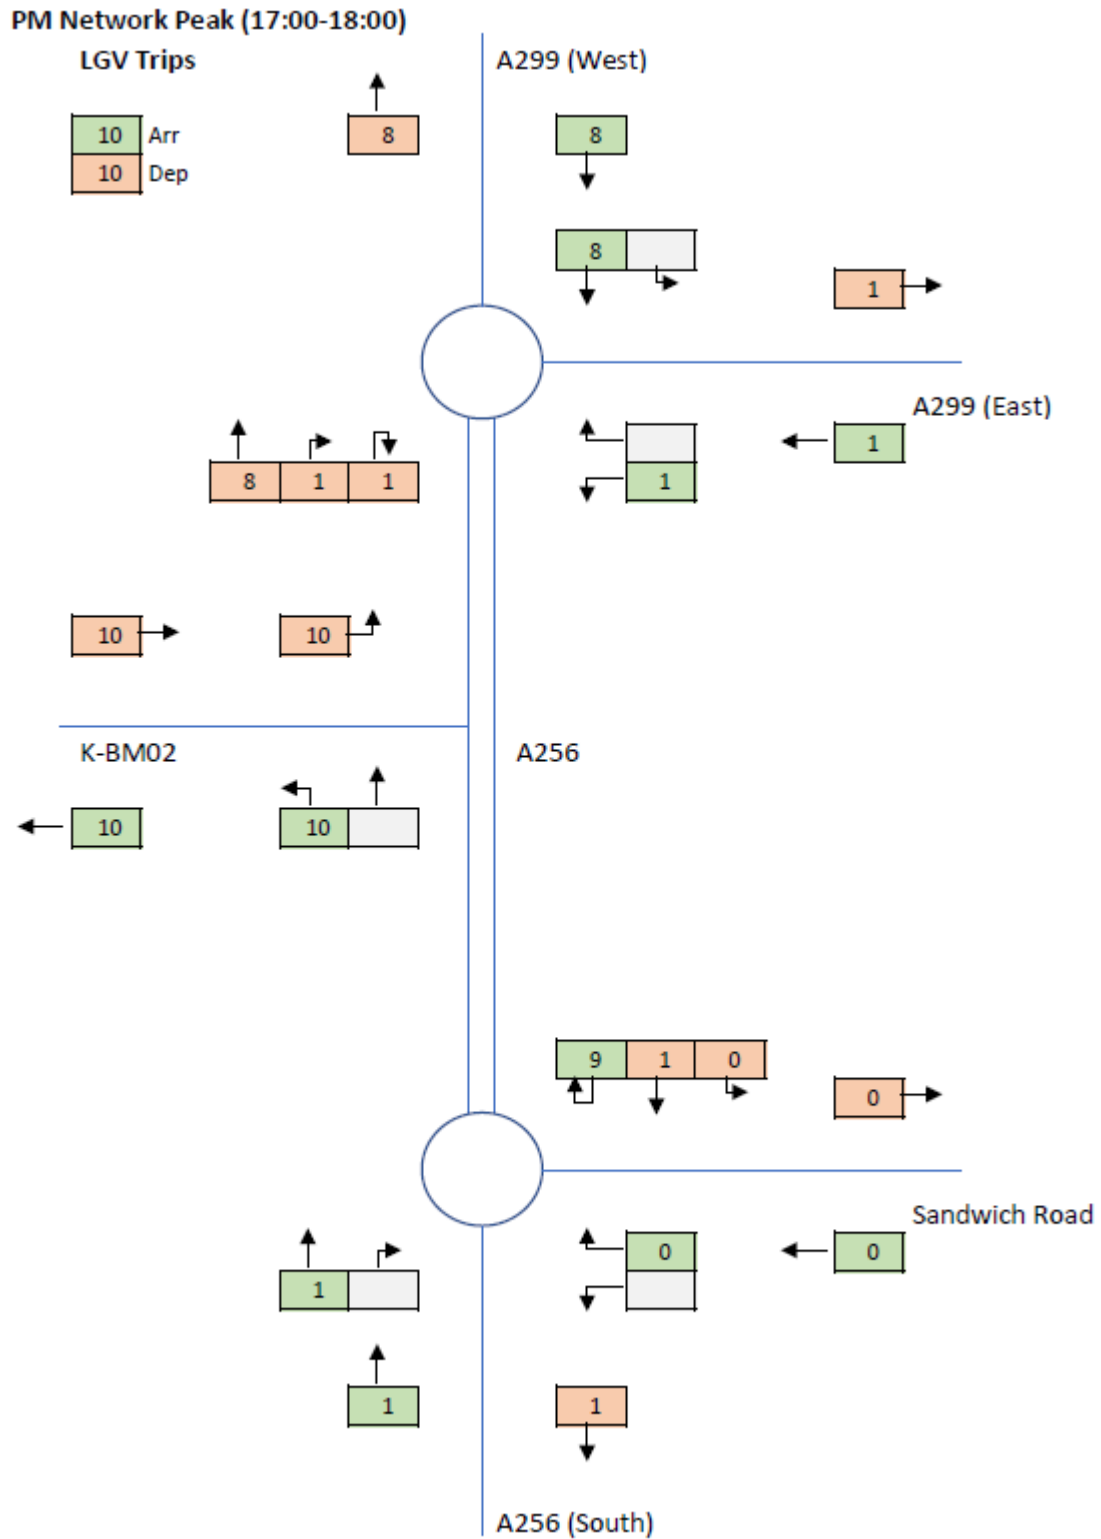 PM Network Peak (17:00-18:00)
LGV Trips
A299 (West)
10 Arr
8
8
10 Dep
8
1
A299 (East)
1
8 1 1
1
10
10
K-BM02
A256
10
10
9 1 0
0
Sandwich Road
0
0
1
1
1
A256 (South)